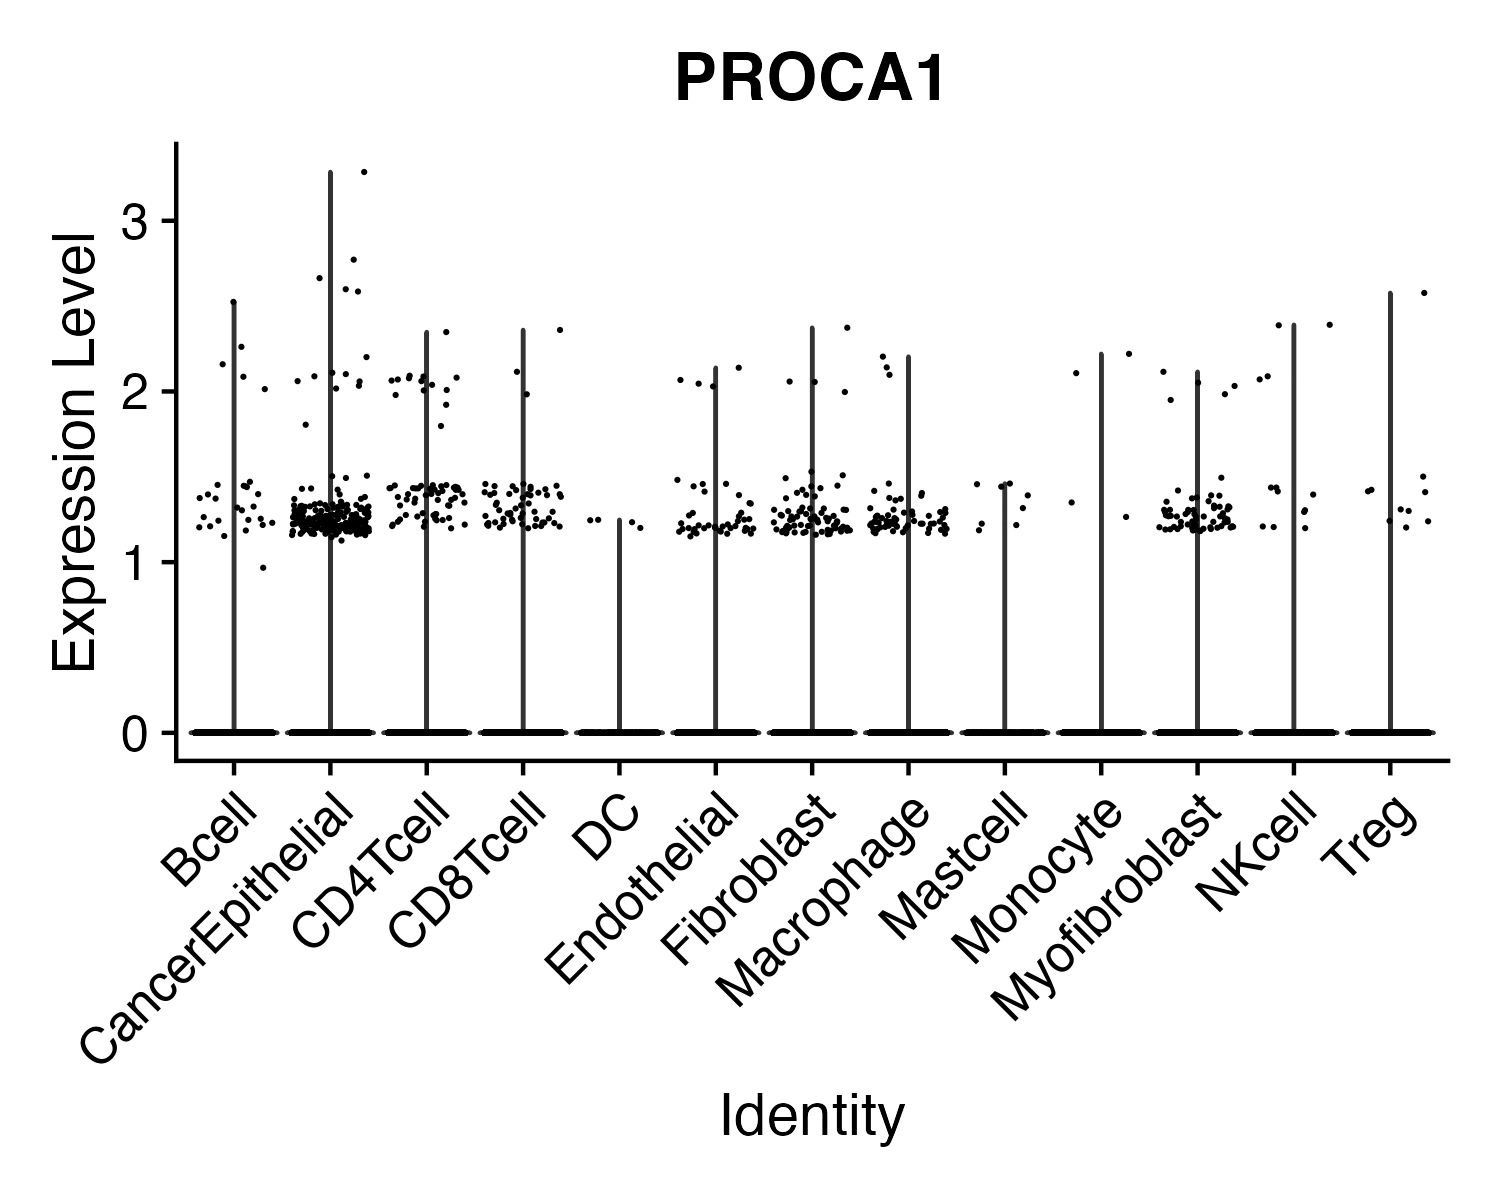 PROCA1
Expression Level
3
2
1
0
Bcell
CancerEpithelial
CD4Tcell
CD8Tcell
DC
Endothelial
Fibroblast
Macrophage
Mastcell
Monocyte
Myofibroblast
NKcell
Treg
Identity